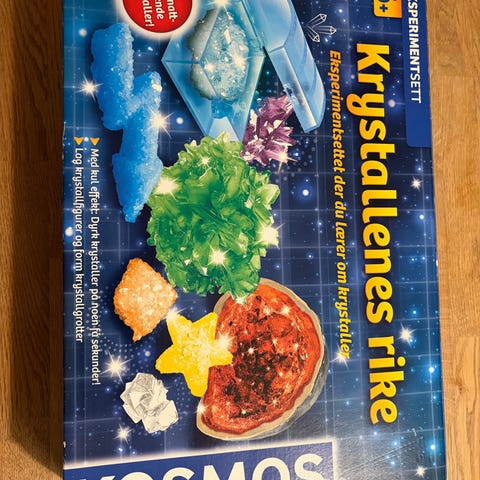 EKSPERIMENTSETT
Krystallenes rike
Eksperimentsettet der du lærer om krystaller
Med kul effekt: Dyrk krystaller på noen få sekunder!
Lag krystallfigurer og form krystallgrotter
KOSMOS